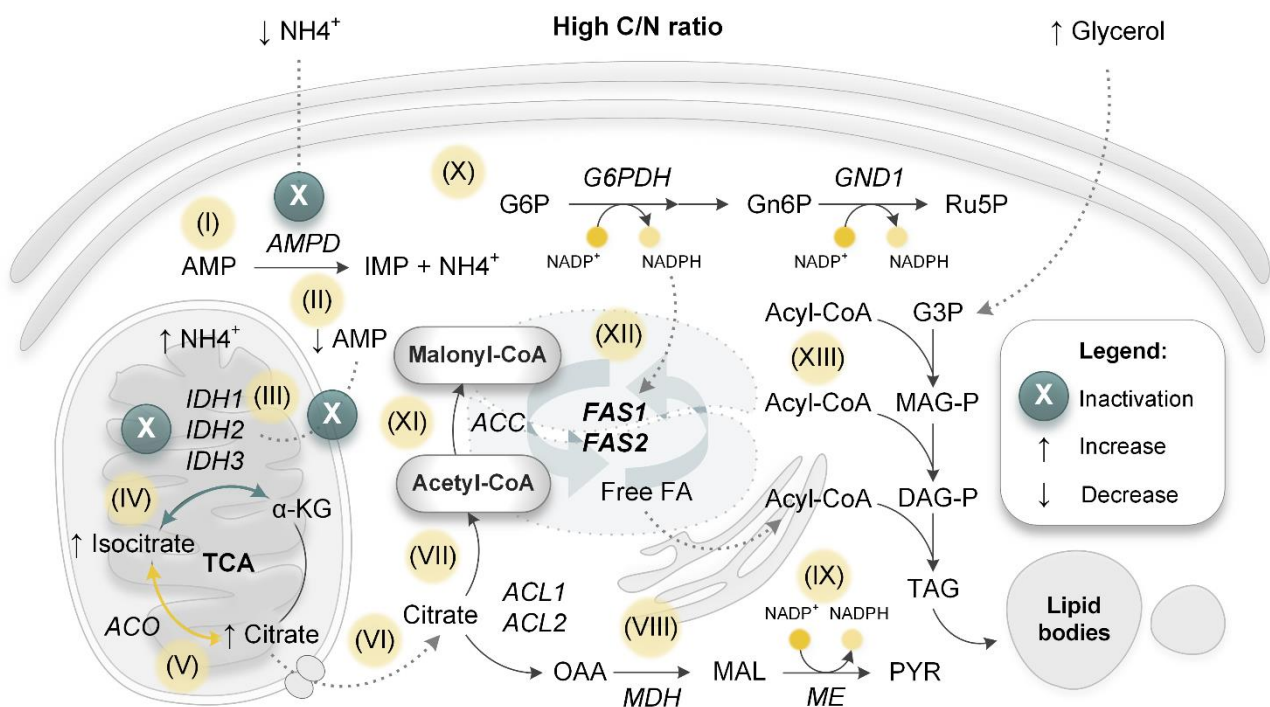 ↓ NH4⁺
High C/N ratio
↑ Glycerol
(X)
G6PDH
GND1
G6P
Gn6P
Ru5P
NADP⁺
NADPH
NADP⁺
NADPH
X
(I)
AMPD
AMP
IMP + NH4⁺
(II)
↓ AMP
↑ NH4⁺
IDH1
IDH2
IDH3
(III)
X
X
(IV)
α-KG
↑ Isocitrate
TCA
ACO
↑ Citrate
(V)
(VI)
Malonyl-CoA
(XI)
ACC
Acetyl-CoA
(VII)
Citrate
ACL1
ACL2
(XII)
FAS1
FAS2
Free FA
(VIII)
OAA
MDH
MAL
(IX)
NADP⁺
NADPH
ME
PYR
Acyl-CoA
G3P
(XIII)
Acyl-CoA
MAG-P
Acyl-CoA
DAG-P
TAG
Lipid
bodies
Legend:
X
Inactivation
↑ Increase
↓ Decrease